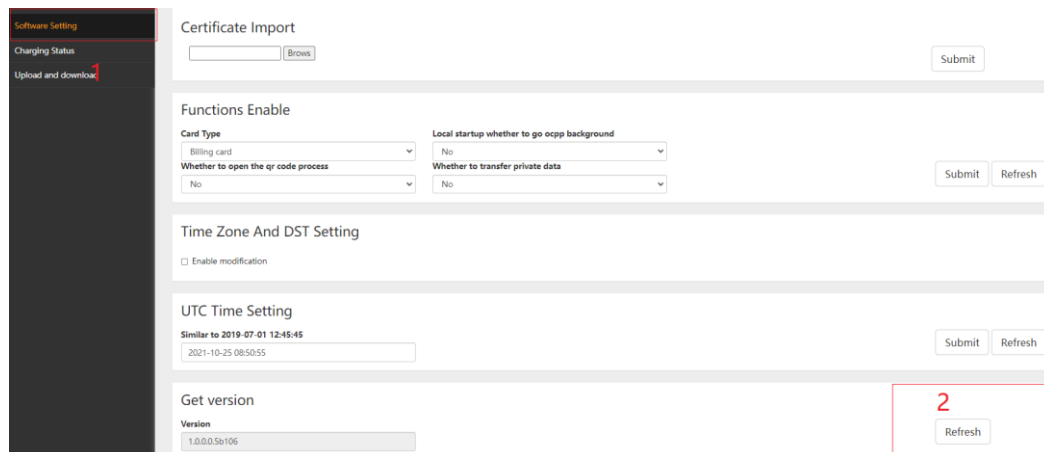 Software Setting
Charging Status
Upload and download
1
Certificate Import
Brows
Submit
Functions Enable
Card Type
Local startup whether to go ocpp background
Billing card
No
Whether to open the qr code process
Whether to transfer private data
No
No
Submit
Refresh
Time Zone And DST Setting
Enable modification
UTC Time Setting
Similar to 2019-07-01 12:45:45
2021-10-25 08:50:55
Submit
Refresh
Get version
2
Version
1.0.0.0.5b106
Refresh